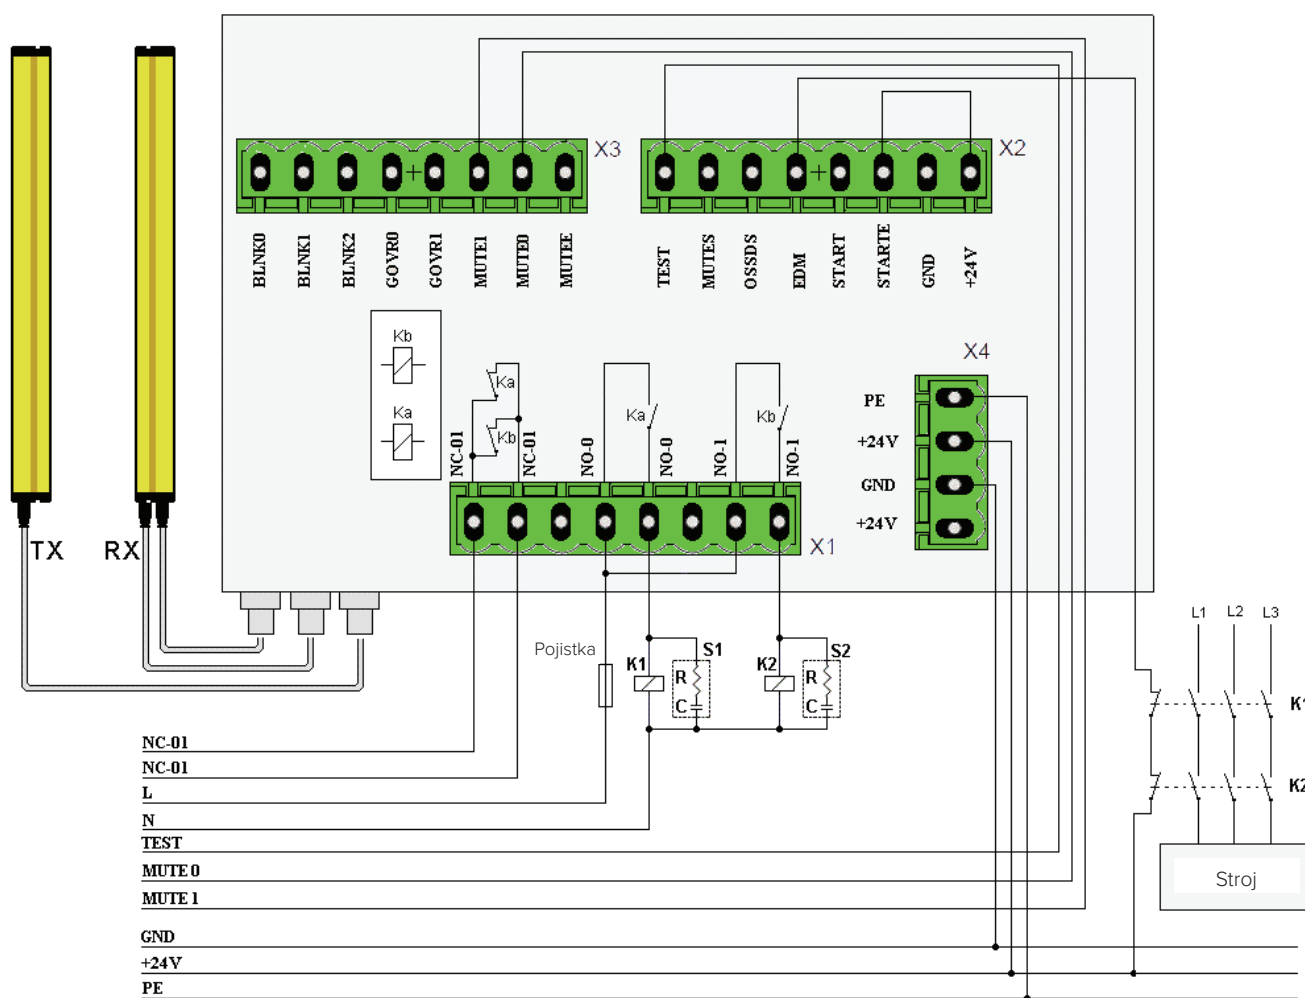 X3
X2
BLNK0
BLNK1
BLNK2
GOVR0
GOVR1
MUTE1
MUTE0
MUTEE
TEST
MUTES
OSSDS
EDM
START
STARTE
GND
+24V
Kb
Ka
Ka
Kb
Ka
Kb
NC-01
NC-01
NO-0
NO-0
NO-1
NO-1
X1
X4
PE
+24V
GND
+24V
TX
RX
Pojistka
K1
S1
R
C
K2
S2
R
C
L1
L2
L3
K1
K2
Stroj
NC-01
NC-01
L
N
TEST
MUTE 0
MUTE 1
GND
+24V
PE